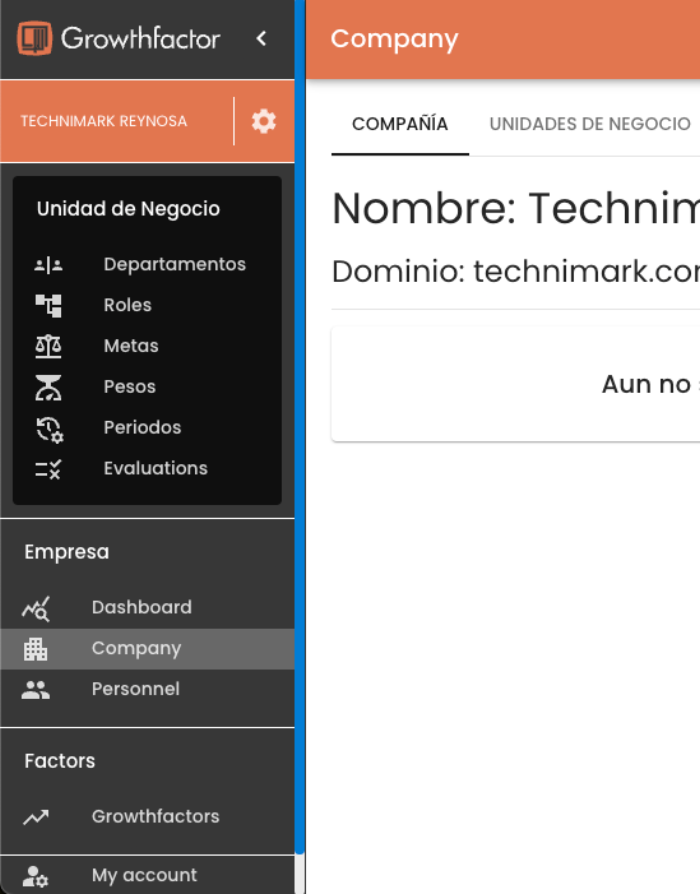 Growthfactor
TECHNIMARK REYNOSA
Unidad de Negocio
Departamentos
Roles
Metas
Pesos
Periodos
Evaluations
Empresa
Dashboard
Company
Personnel
Factors
Growthfactors
My account
Company
COMPAÑÍA UNIDADES DE NEGOCIO
Nombre: Technim
Dominio: technimark.co
Aun no